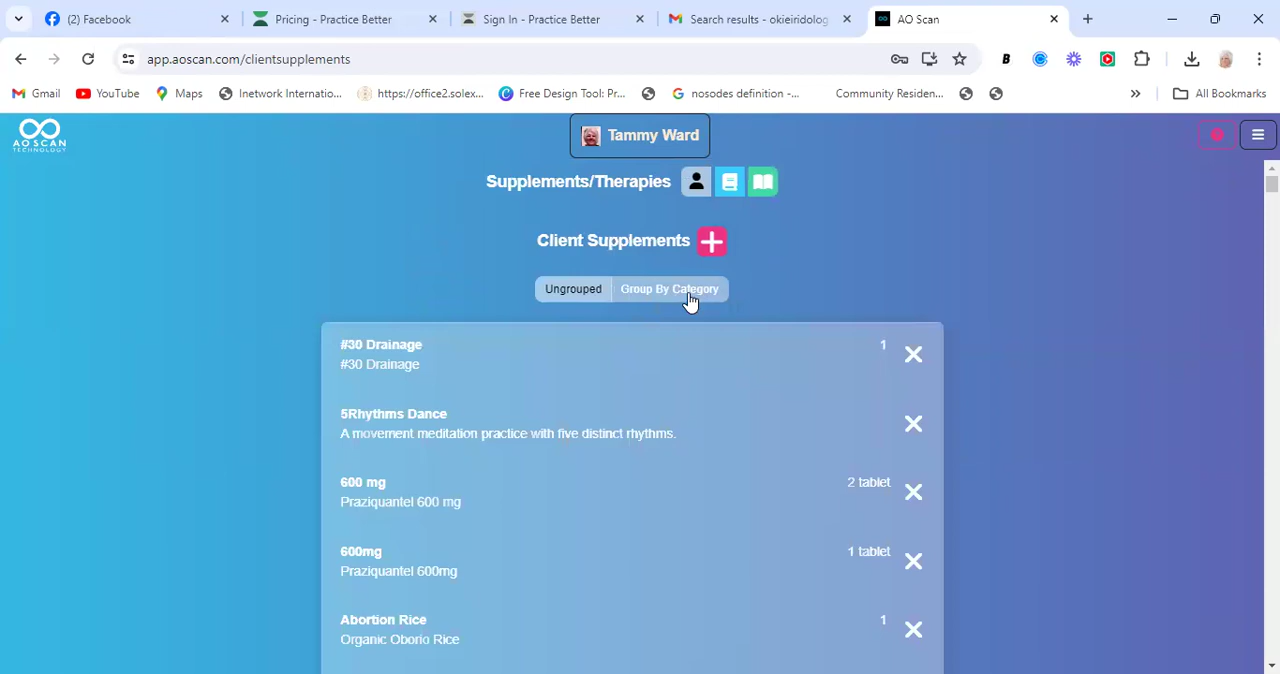 (2) Facebook
Pricing - Practice Better
Sign In - Practice Better
Search results - okieiridolog
AO Scan
app.aoscan.com/clientsupplements
B
Gmail
YouTube
Maps
Inetwork Internatio...
https://office2.solex...
Free Design Tool: Pr...
nosodes definition -...
Community Residen...
All Bookmarks
AO SCAN
TECHNOLOGY
Tammy Ward
Supplements/Therapies
Client Supplements
Ungrouped
Group By Category
#30 Drainage
1
#30 Drainage
5Rhythms Dance
A movement meditation practice with five distinct rhythms.
600 mg
2 tablet
Praziquantel 600 mg
600mg
1 tablet
Praziquantel 600mg
Abortion Rice
1
Organic Oborio Rice